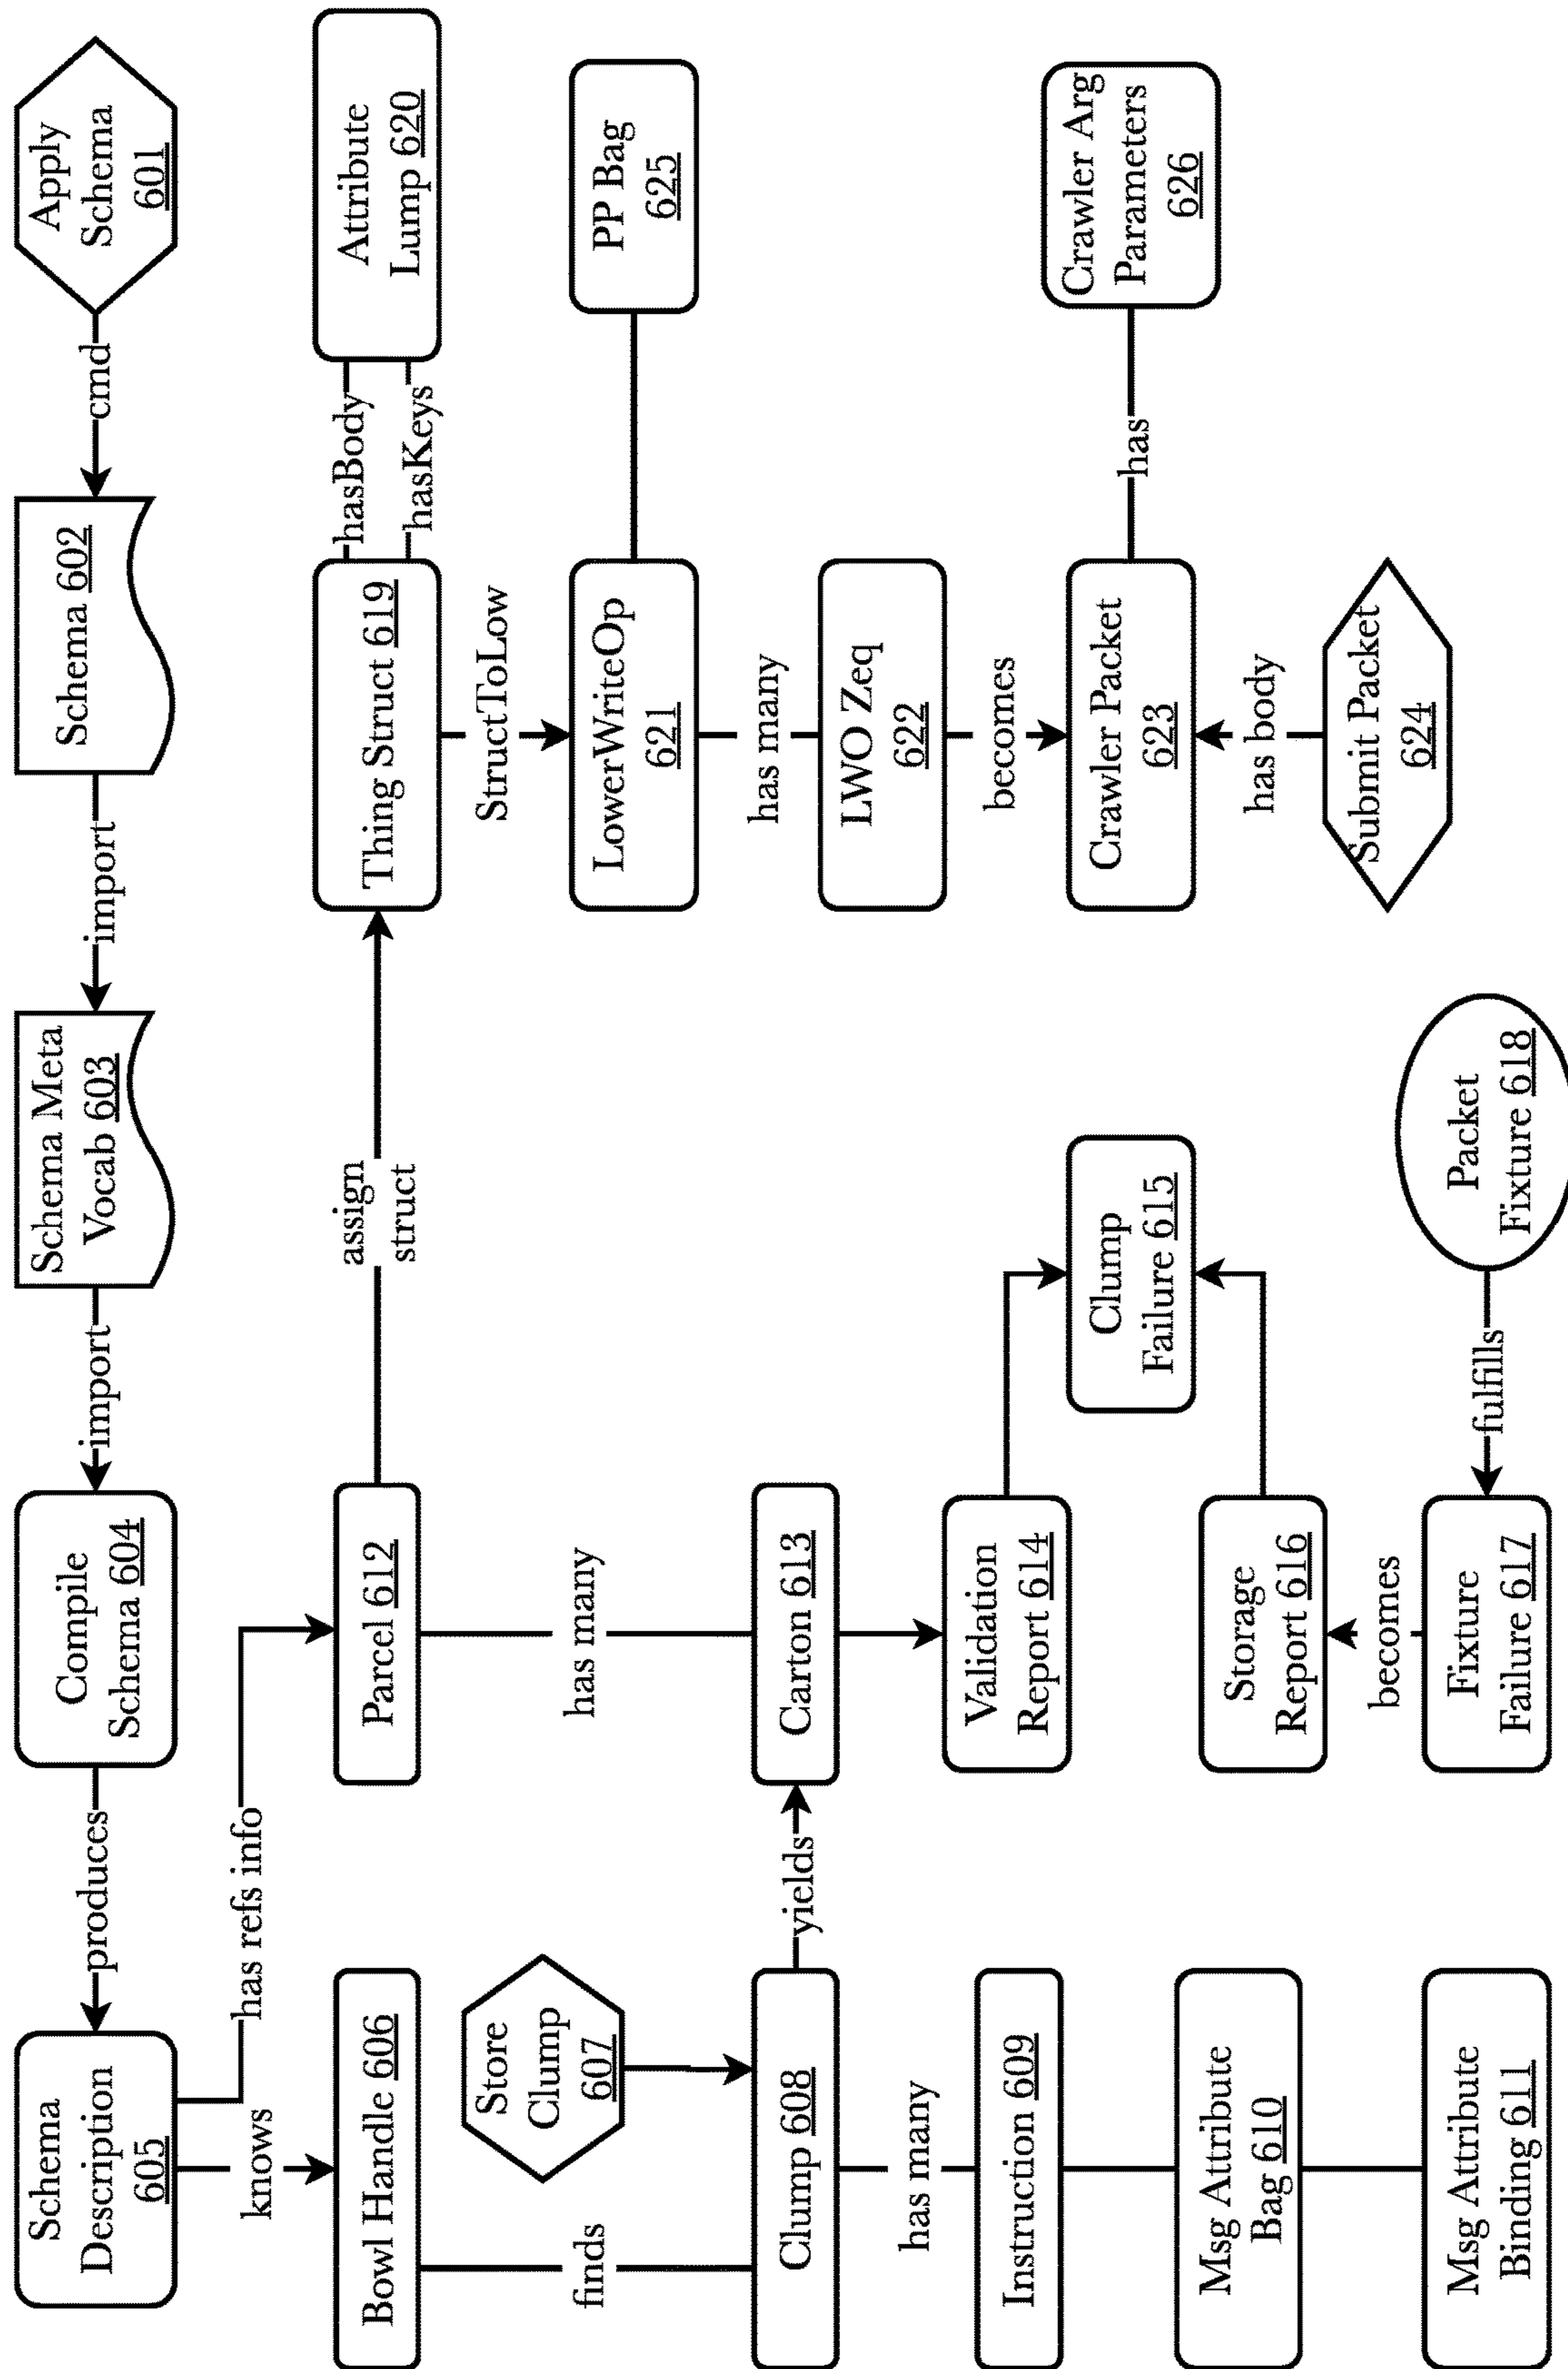 Apply
Schema
601
cmd
Schema 602
import
Schema Meta
Vocab 603
import
Compile
Schema 604
produces
Schema
Description
605
knows
has refs info
Bowl Handle 606
finds
Store
Clump
607
Clump 608
has many
Instruction 609
Msg Attribute
Bag 610
Msg Attribute
Binding 611
yields
Parcel 612
has many
Carton 613
Validation
Report 614
Clump
Failure 615
Storage
Report 616
becomes
Fixture
Failure 617
fulfills
Packet
Fixture 618
assign
struct
Thing Struct 619
hasBody
hasKeys
Attribute
Lump 620
StructToLow
LowerWriteOp
621
PP Bag
625
has many
LWO Zeq
622
becomes
Crawler Packet
623
has
Crawler Arg
Parameters
626
has body
Submit Packet
624